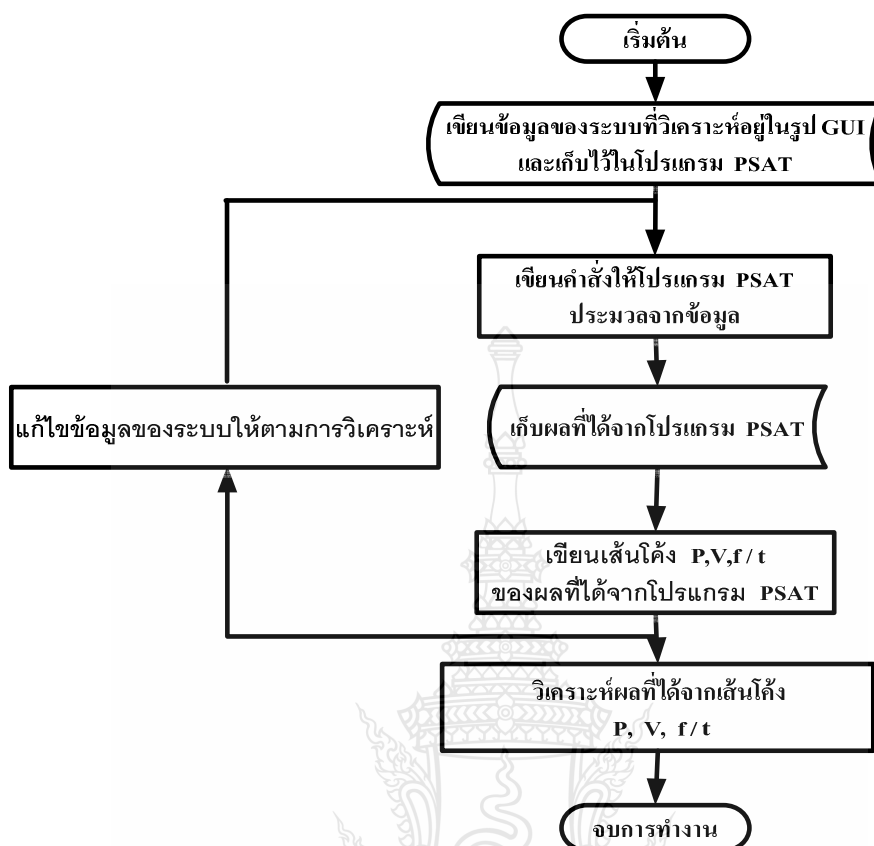 เริ่มต้น
เขียนข้อมูลของระบบที่วิเคราะห์อยู่ในรูป GUI
และเก็บไว้ในโปรแกรม PSAT
เขียนคำสั่งให้โปรแกรม PSAT
ประมวลจากข้อมูล
แก้ไขข้อมูลของระบบให้ตามการวิเคราะห์
เก็บผลที่ได้จากโปรแกรม PSAT
เขียนเส้นโค้ง P,V,f / t
ของผลที่ได้จากโปรแกรม PSAT
วิเคราะห์ผลที่ได้จากเส้นโค้ง
P, V, f / t
จบการทำงาน